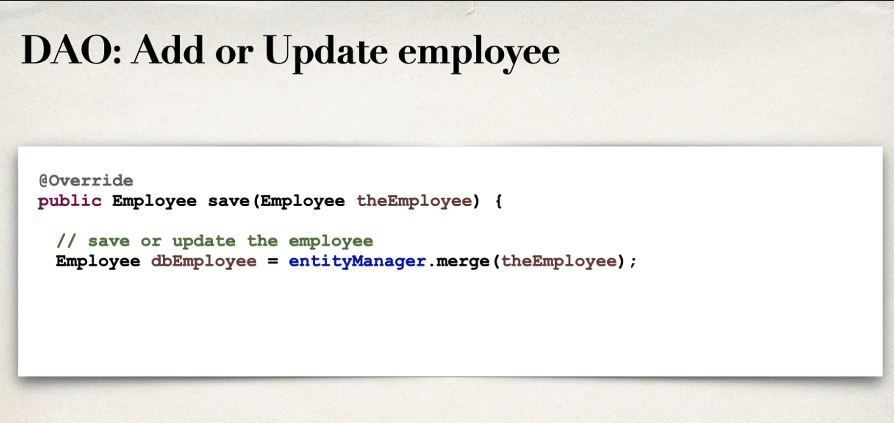 DAO: Add or Update employee
@Override
public Employee save(Employee theEmployee) {
// save or update the employee
Employee dbEmployee = entityManager.merge(theEmployee);